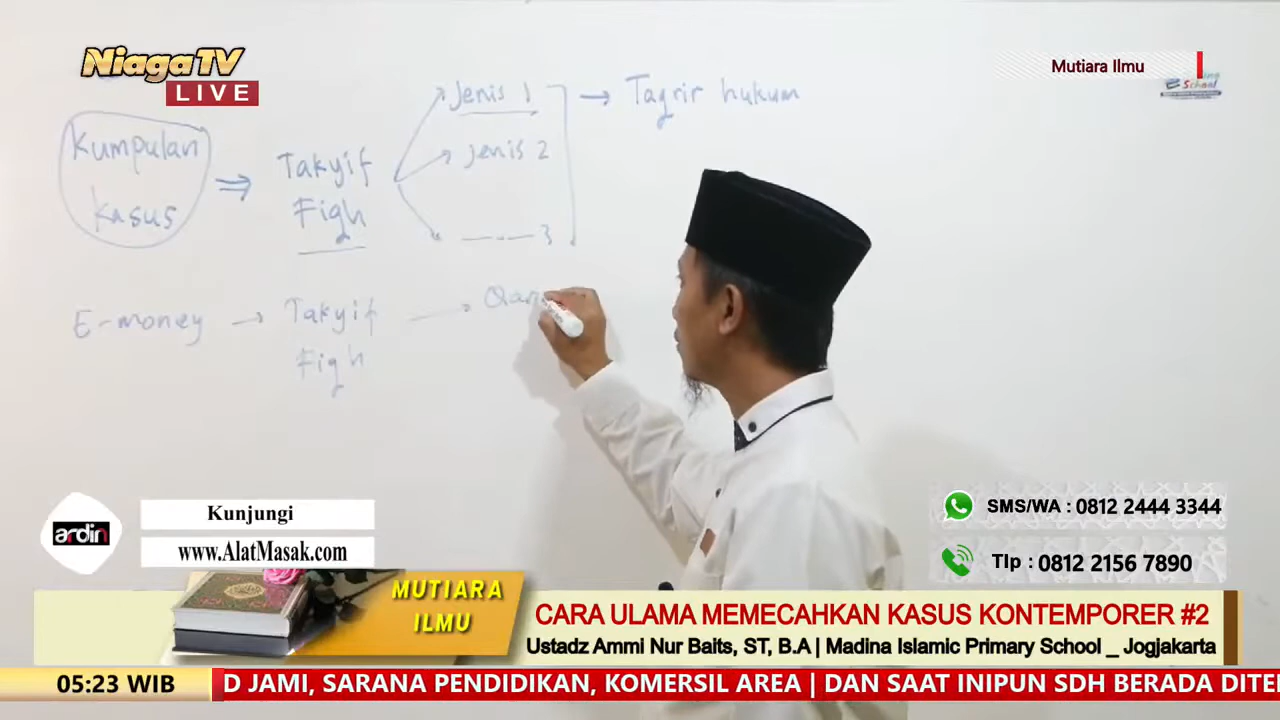 NiagaTV
LIVE
Mutiara Ilmu
School
Kumpulan
kasus
Takyif
Fiqh
Jenis 1
jenis 2
3
Taqrir hukum
E-money
Takyif
Fiqh
Qar
ardin
Kunjungi
www.AlatMasak.com
SMS/WA : 0812 2444 3344
Tlp : 0812 2156 7890
MUTIARA
ILMU
CARA ULAMA MEMECAHKAN KASUS KONTEMPORER #2
Ustadz Ammi Nur Baits, ST, B.A | Madina Islamic Primary School _ Jogjakarta
05:23 WIB
D JAMI, SARANA PENDIDIKAN, KOMERSIL AREA | DAN SAAT INIPUN SDH BERADA DITE